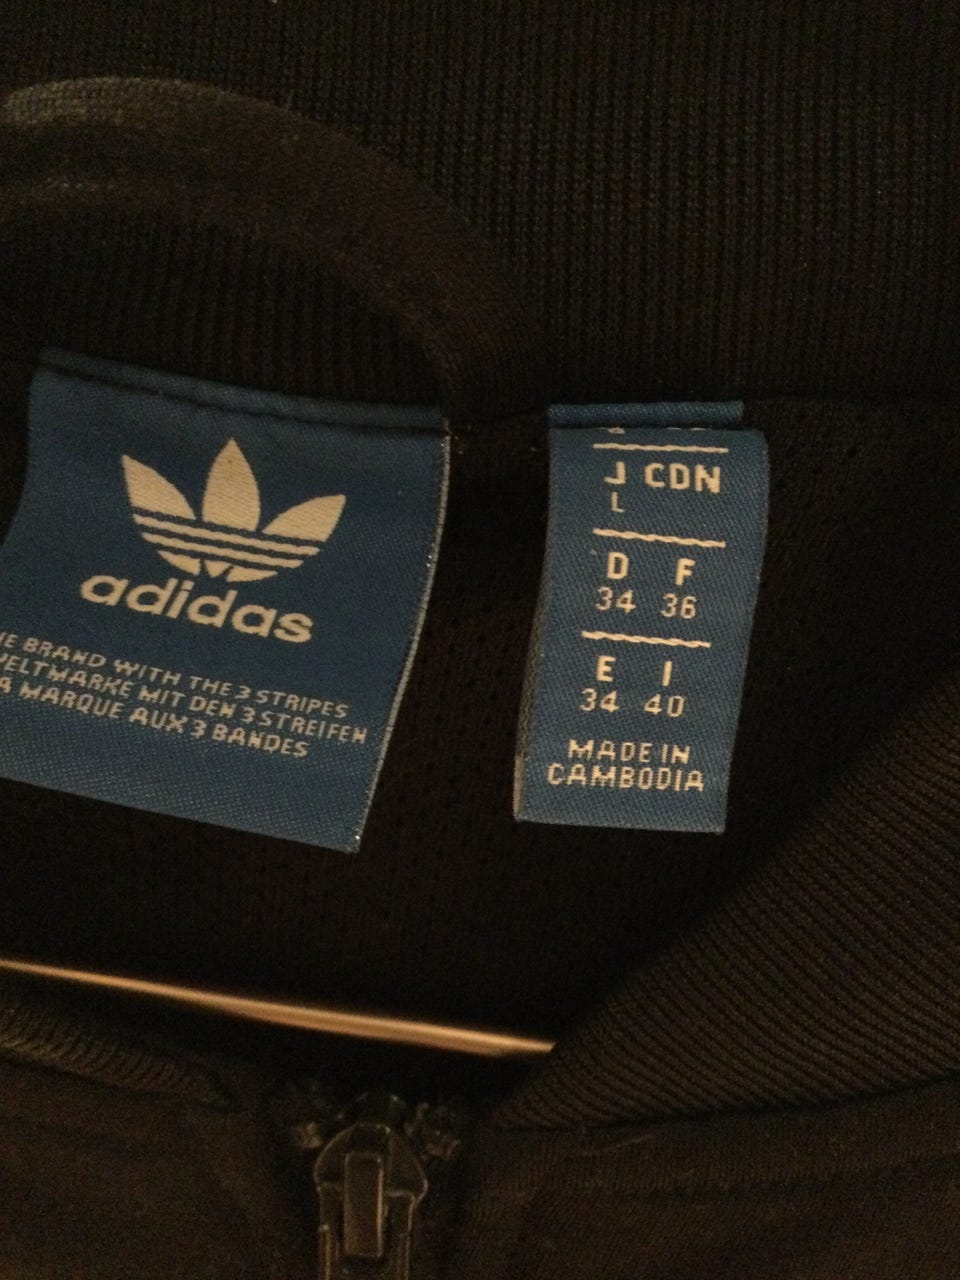 adidas
E BRAND WITH THE 3 STRIPES
WELTMARKE MIT DEN 3 STREIFEN
A MARQUE AUX 3 BANDES
J CDN
L
D F
34 36
E I
34 40
MADE IN
CAMBODIA